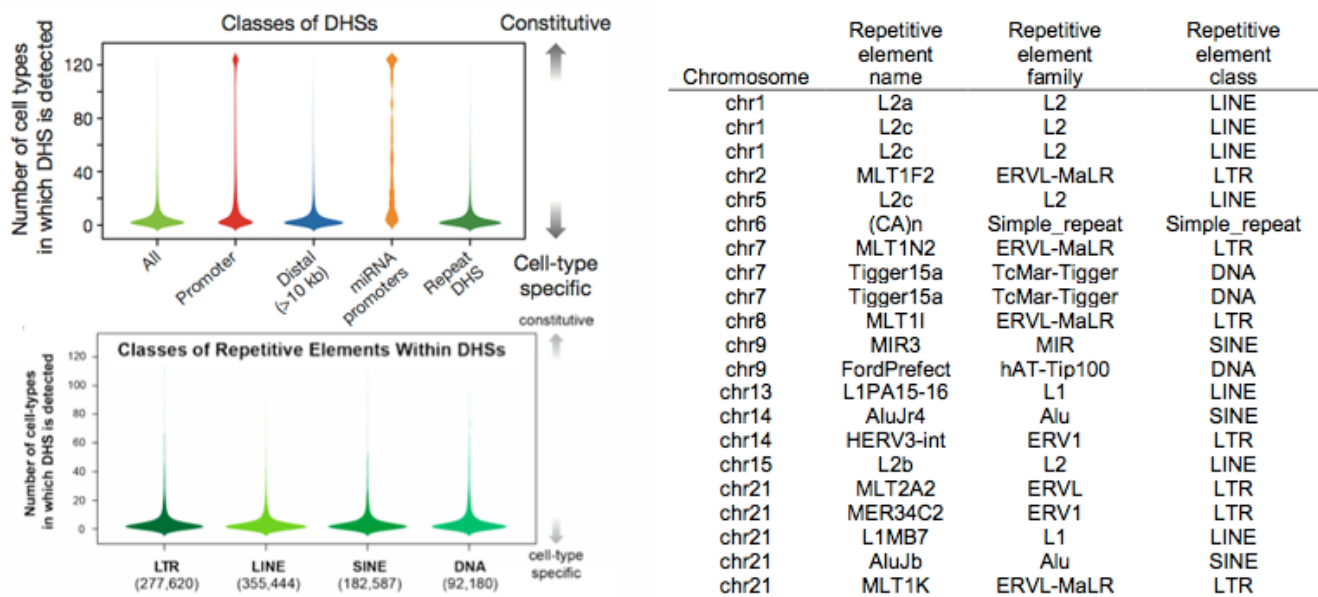 Classes of DHSs
Constitutive
Number of cell types
in which DHS is detected
120
80
40
0
All
Promoter
Distal
(>10 kb)
miRNA
promoters
Repeat
DHS
Cell-type
specific
constitutive
Classes of Repetitive Elements Within DHSs
Number of cell-types
in which DHS is detected
120
100
80
60
40
20
0
LTR LINE SINE DNA
(277,620) (355,444) (182,587) (92,180)
cell-type
specific
Repetitive Repetitive Repetitive
element element element
Chromosome name family class
chr1 L2a L2 LINE
chr1 L2c L2 LINE
chr1 L2c L2 LINE
chr2 MLT1F2 ERVL-MaLR LTR
chr5 L2c L2 LINE
chr6 (CA)n Simple_repeat Simple_repeat
chr7 MLT1N2 ERVL-MaLR LTR
chr7 Tigger15a TcMar-Tigger DNA
chr7 Tigger15a TcMar-Tigger DNA
chr8 MLT1I ERVL-MaLR LTR
chr9 MIR3 MIR SINE
chr9 FordPrefect hAT-Tip100 DNA
chr13 L1PA15-16 L1 LINE
chr14 AluJr4 Alu SINE
chr14 HERV3-int ERV1 LTR
chr15 L2b L2 LINE
chr21 MLT2A2 ERVL LTR
chr21 MER34C2 ERV1 LTR
chr21 L1MB7 L1 LINE
chr21 AluJb Alu SINE
chr21 MLT1K ERVL-MaLR LTR